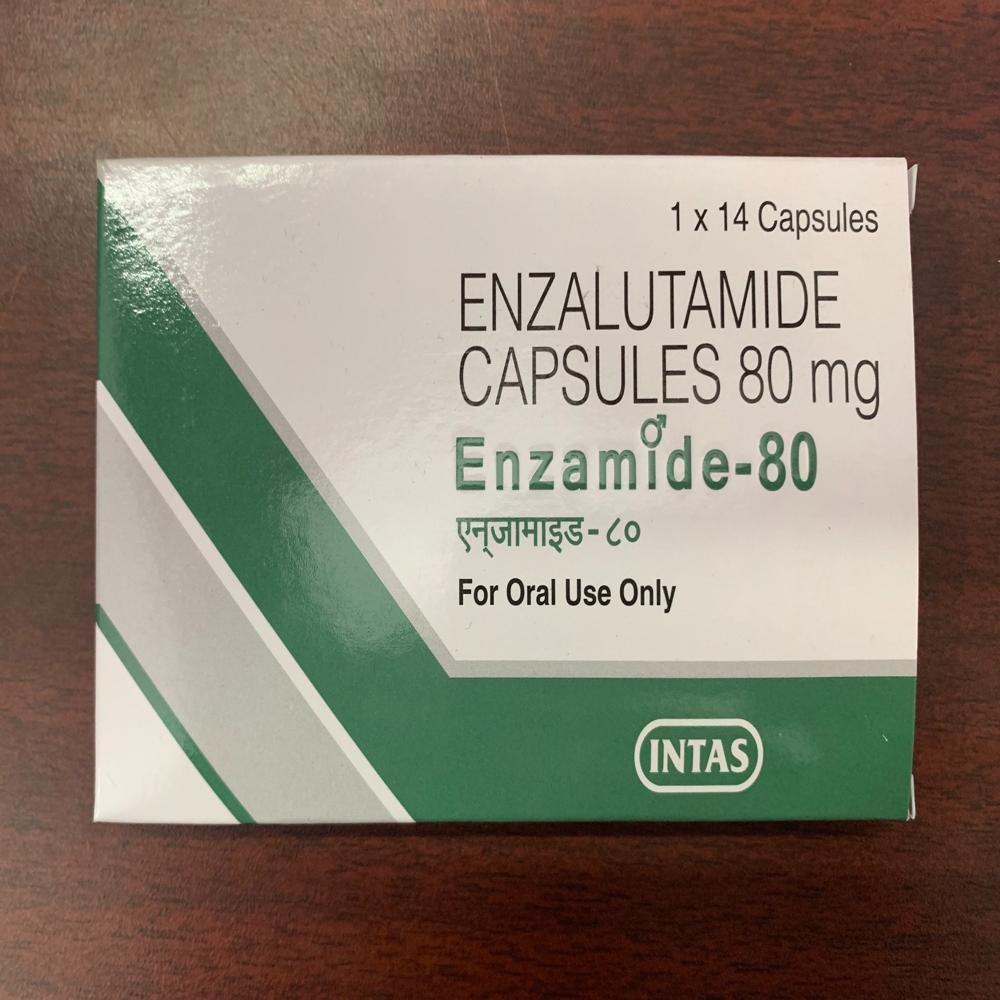 1 x 14 Capsules
ENZALUTAMIDE
CAPSULES 80 mg
Enzamide-80
एन्‌जामाइड - ८०
For Oral Use Only
INTAS